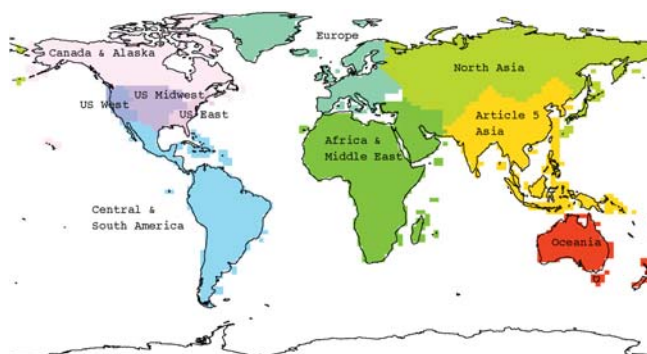 Europe
Canada & Alaska
North Asia
US Midwest
US West
US East
Article 5
Asia
Africa &
Middle East
Central &
South America
Oceania